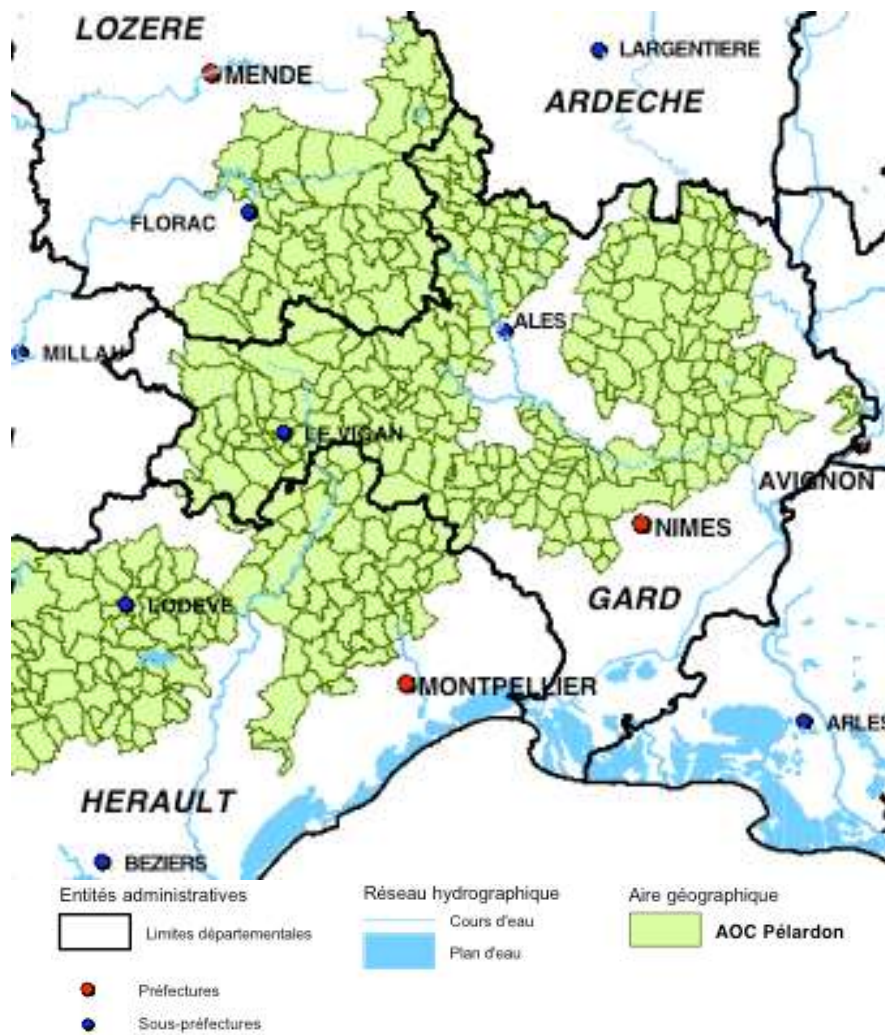 LOZERE
LARGENTIERE
MENDE
ARDECHE
FLORAC
ALES
MILLAU
LE VIGAN
AVIGNON
NIMES
LODEVE
GARD
MONTPELLIER
ARLES
HERAULT
BEZIERS
Entités administratives
Réseau hydrographique
Aire géographique
Limites départementales
Cours d'eau
Plan d'eau
AOC Pélardon
Préfectures
Sous-préfectures